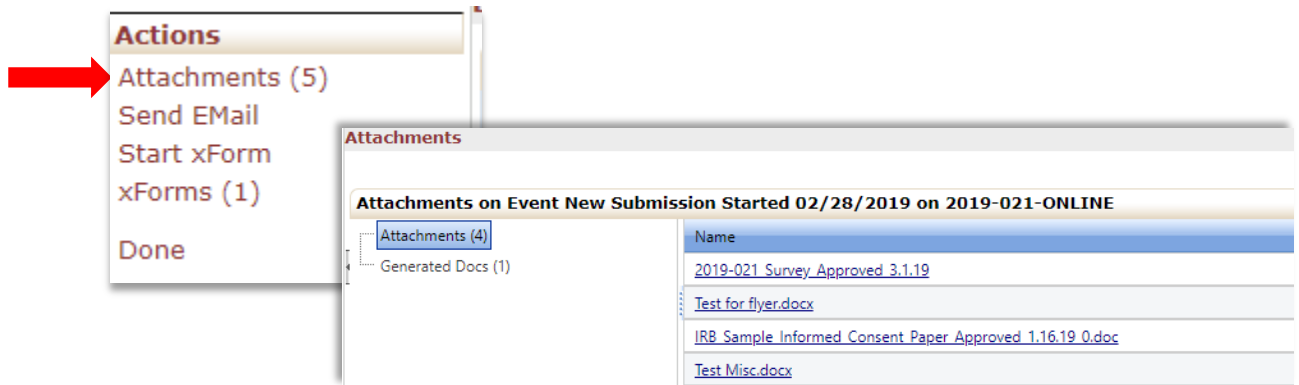 Actions
Attachments (5)
Send EMail
Start xForm
xForms (1)
Done
Attachments
Attachments on Event New Submission Started 02/28/2019 on 2019-021-ONLINE
Attachments (4)
Generated Docs (1)
Name
2019-021 Survey Approved 3.1.19
Test for flyer.docx
IRB Sample Informed Consent Paper Approved 1.16.19 0.doc
Test Misc.docx